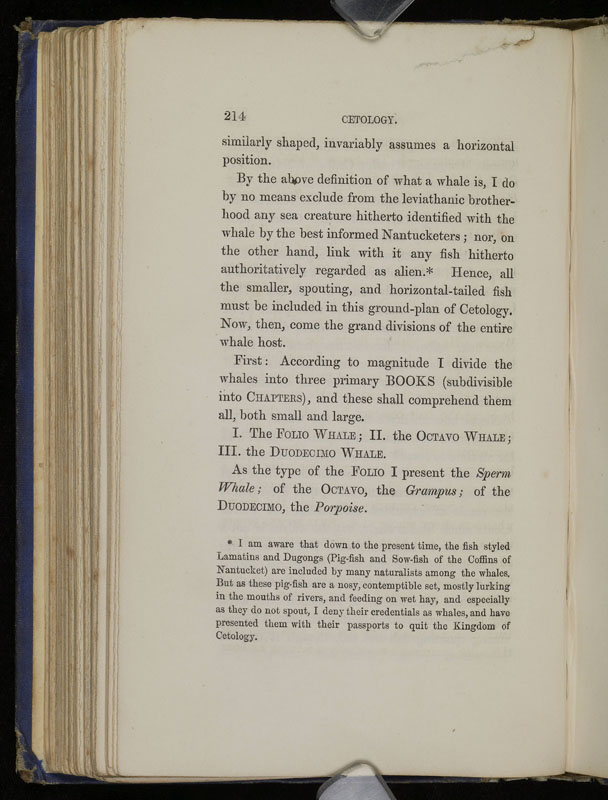 214 CETOLOGY.
similarly shaped, invariably assumes a horizontal
position.
By the above definition of what a whale is, I do
by no means exclude from the leviathanic brother-
hood any sea creature hitherto identified with the
whale by the best informed Nantucketers; nor, on
the other hand, link with it any fish hitherto
authoritatively regarded as alien.* Hence, all
the smaller, spouting, and horizontal-tailed fish
must be included in this ground-plan of Cetology.
Now, then, come the grand divisions of the entire
whale host.
First: According to magnitude I divide the
whales into three primary BOOKS (subdivisible
into CHAPTERS), and these shall comprehend them
all, both small and large.
I. The FOLIO WHALE; II. the OCTAVO WHALE;
III. the DUODECIMO WHALE.
As the type of the FOLIO I present the Sperm
Whale; of the OCTAVO, the Grampus; of the
DUODECIMO, the Porpoise.
* I am aware that down to the present time, the fish styled
Lamatins and Dugongs (Pig-fish and Sow-fish of the Coffins of
Nantucket) are included by many naturalists among the whales.
But as these pig-fish are a nosy, contemptible set, mostly lurking
in the mouths of rivers, and feeding on wet hay, and especially
as they do not spout, I deny their credentials as whales, and have
presented them with their passports to quit the Kingdom of
Cetology.